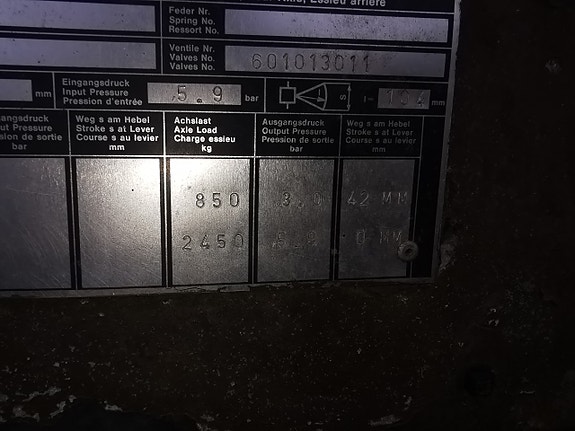 Essieu arrière
Feder Nr.
Spring No.
Ressort No.
Ventile Nr.
Valves No.
Valves No.
601013011
mm
Eingangsdruck
Input Pressure
Pression d'entrée
5.9
bar
s
l=
mm
Output Pressure
sion de sortie
bar
Weg s am Hebel
Stroke s at Lever
Course s au levier
mm
Achslast
Axle Load
Charge essieu
kg
Ausgangsdruck
Output Pressure
Pression de sortie
bar
Weg s am Hebel
Stroke s at Lever
Course s au levier
mm
850 42 MM
2450 0 MM